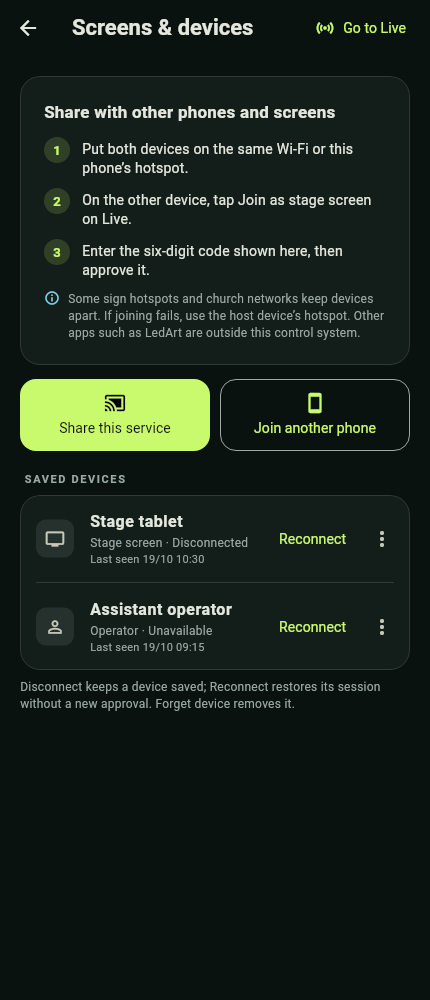 Screens & devices
Go to Live
Share with other phones and screens
1
Put both devices on the same Wi-Fi or this
phone’s hotspot.
2
On the other device, tap Join as stage screen
on Live.
3
Enter the six-digit code shown here, then
approve it.
Some sign hotspots and church networks keep devices
apart. If joining fails, use the host device’s hotspot. Other
apps such as LedArt are outside this control system.
Share this service
Join another phone
SAVED DEVICES
Stage tablet
Stage screen · Disconnected
Last seen 19/10 10:30
Reconnect
Assistant operator
Operator · Unavailable
Last seen 19/10 09:15
Reconnect
Disconnect keeps a device saved; Reconnect restores its session
without a new approval. Forget device removes it.